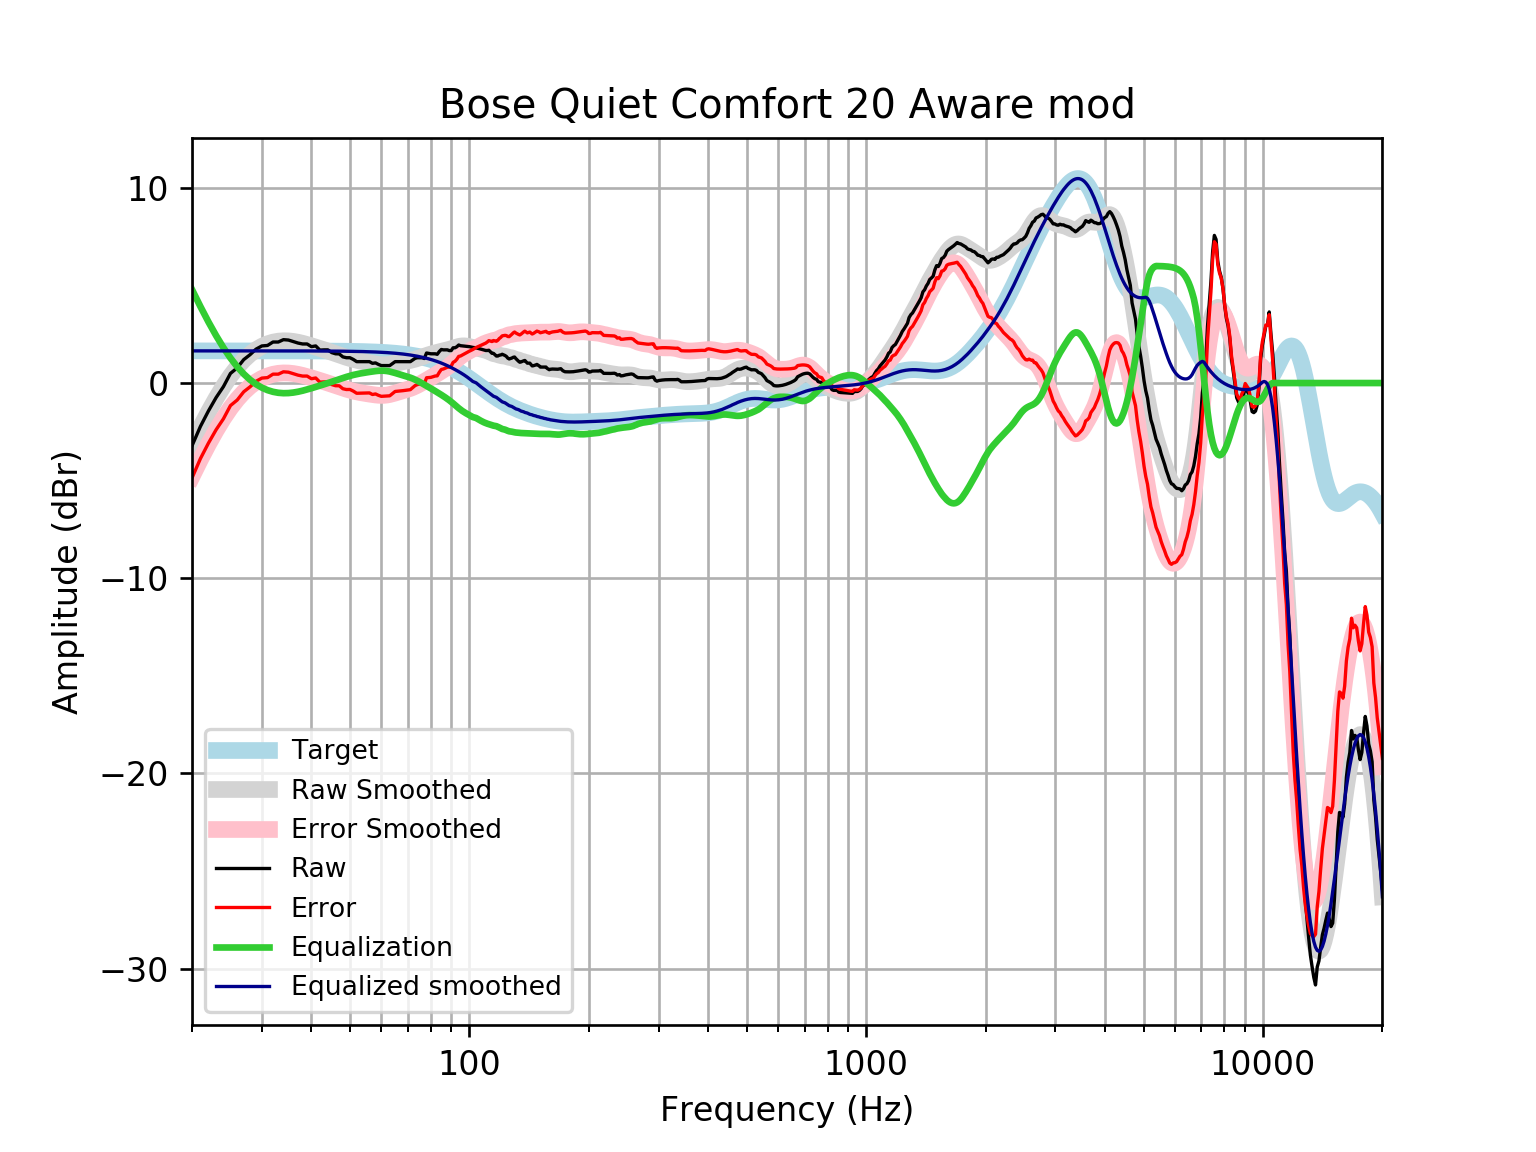 Bose Quiet Comfort 20 Aware mod
10
0
−10
−20
−30
Amplitude (dBr)
Target
Raw Smoothed
Error Smoothed
Raw
Error
Equalization
Equalized smoothed
100
1000
10000
Frequency (Hz)